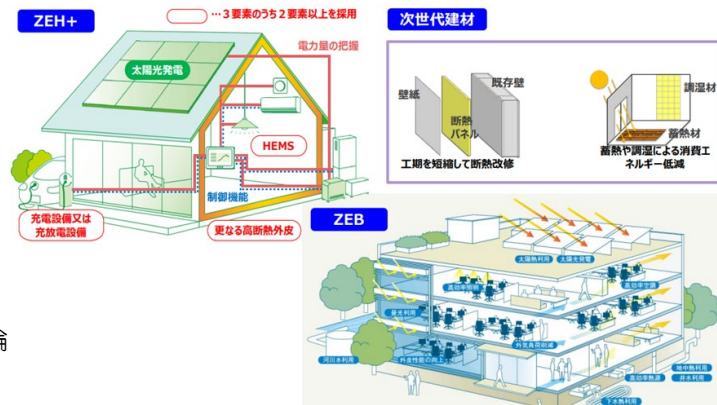 ZEH+
…３要素のうち２要素以上を採用
電力量の把握
太陽光発電
HEMS
制御機能
充電設備又は
充放電設備
更なる高断熱外皮
次世代建材
壁紙
断熱
パネル
既存壁
工期を短縮して断熱改修
調湿材
蓄熱材
蓄熱や調湿による消費エ
ネルギー低減
ZEB
太陽熱利用
太陽光発電
高効率照明
高効率空調
昼光利用
外気負荷削減
河川水利用
外皮性能の向上
地中熱利用
高効率熱源
井水利用
下水熱利用